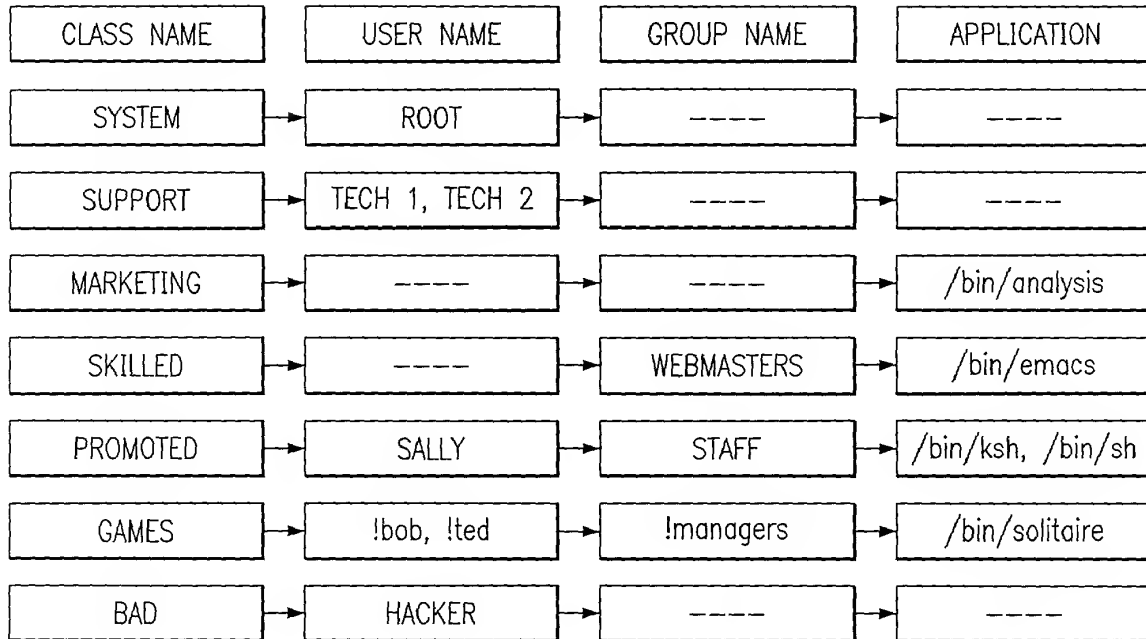 CLASS NAME USER NAME GROUP NAME APPLICATION
SYSTEM ROOT ---- ----
SUPPORT TECH 1, TECH 2 ---- ----
MARKETING ---- ---- /bin/analysis
SKILLED ---- WEBMASTERS /bin/emacs
PROMOTED SALLY STAFF /bin/ksh, /bin/sh
GAMES !bob, !ted !managers /bin/solitaire
BAD HACKER ---- ----